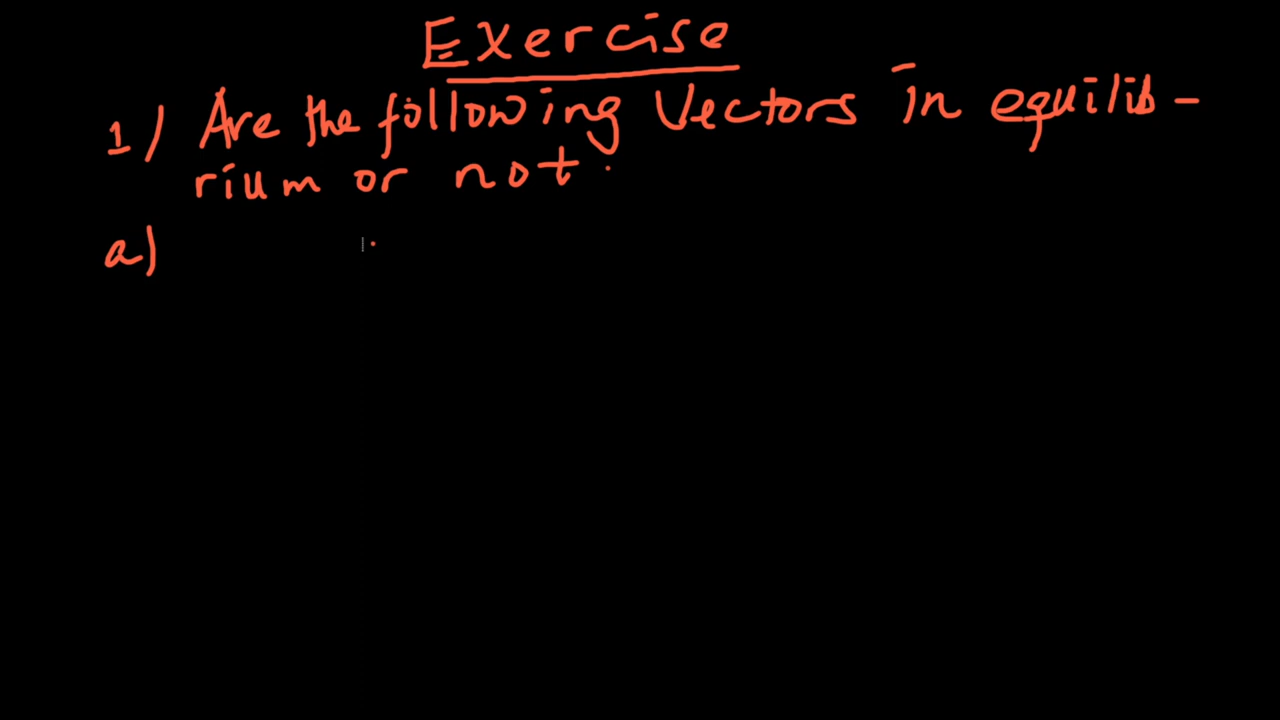 Exercise
1) Are the following Vectors in equilib-
rium or not.
a)